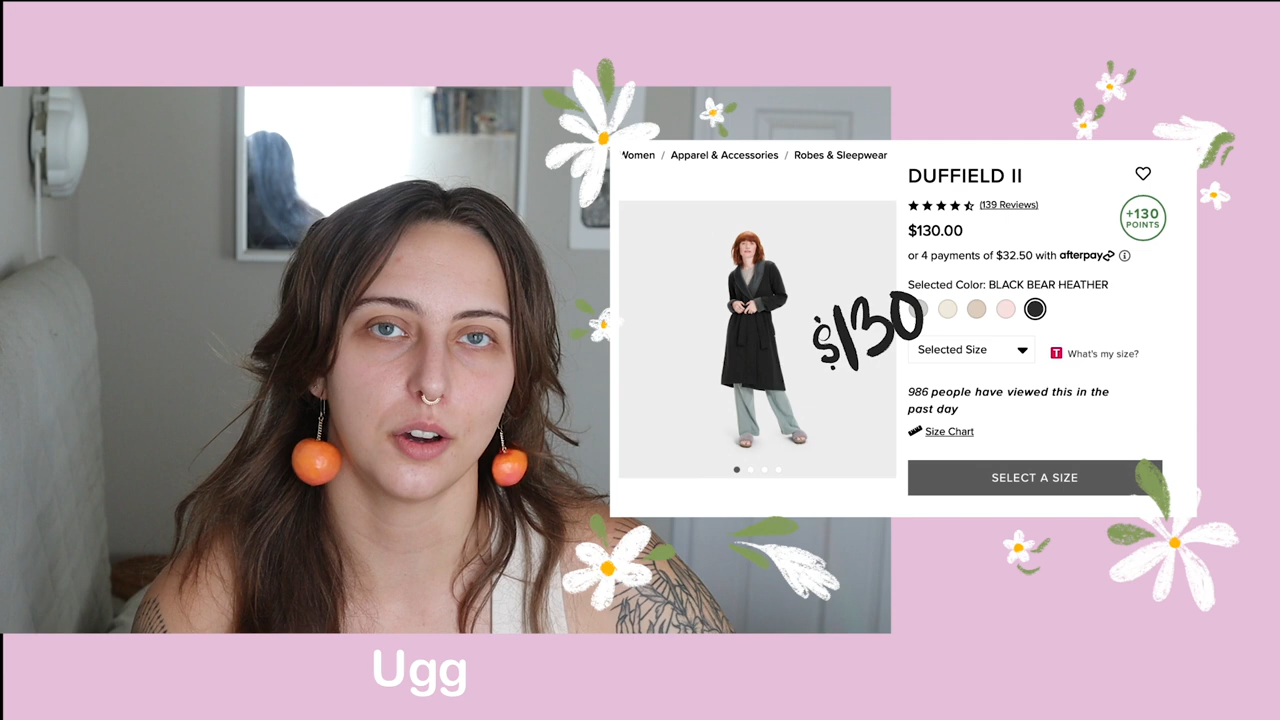 Women / Apparel & Accessories / Robes & Sleepwear
DUFFIELD II
(139 Reviews)
+130
POINTS
$130.00
or 4 payments of $32.50 with afterpay
Selected Color: BLACK BEAR HEATHER
$130
Selected Size
T What's my size?
986 people have viewed this in the
past day
Size Chart
SELECT A SIZE
Ugg